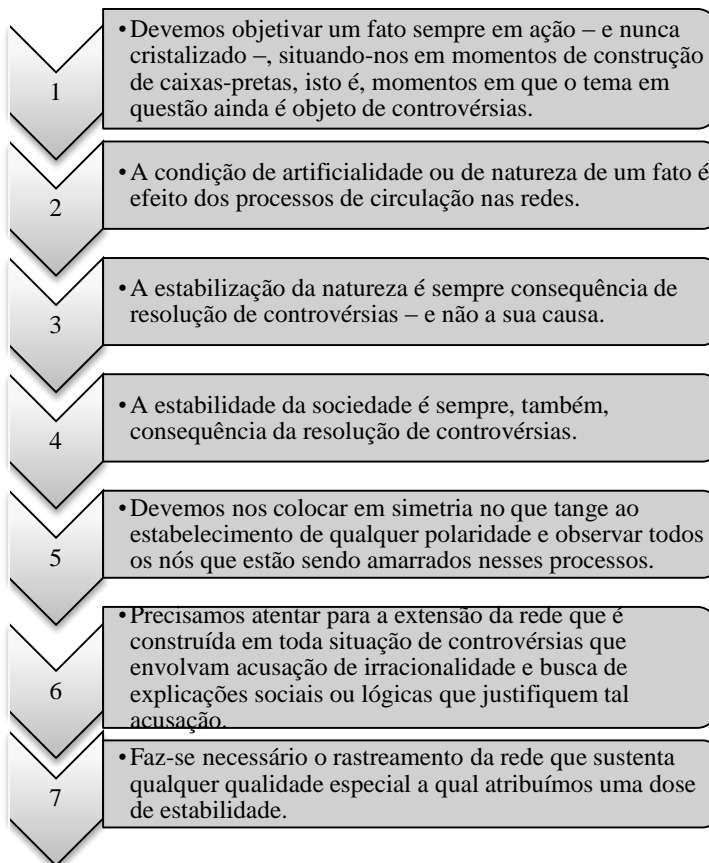 1
•Devemos objetivar um fato sempre em ação – e nunca
cristalizado –, situando-nos em momentos de construção
de caixas-pretas, isto é, momentos em que o tema em
questão ainda é objeto de controvérsias.
2
•A condição de artificialidade ou de natureza de um fato é
efeito dos processos de circulação nas redes.
3
•A estabilização da natureza é sempre consequência de
resolução de controvérsias – e não a sua causa.
4
•A estabilidade da sociedade é sempre, também,
consequência da resolução de controvérsias.
5
•Devemos nos colocar em simetria no que tange ao
estabelecimento de qualquer polaridade e observar todos
os nós que estão sendo amarrados nesses processos.
6
•Precisamos atentar para a extensão da rede que é
construída em toda situação de controvérsias que
envolvam acusação de irracionalidade e busca de
explicações sociais ou lógicas que justifiquem tal
acusação.
7
•Faz-se necessário o rastreamento da rede que sustenta
qualquer qualidade especial a qual atribuímos uma dose
de estabilidade.